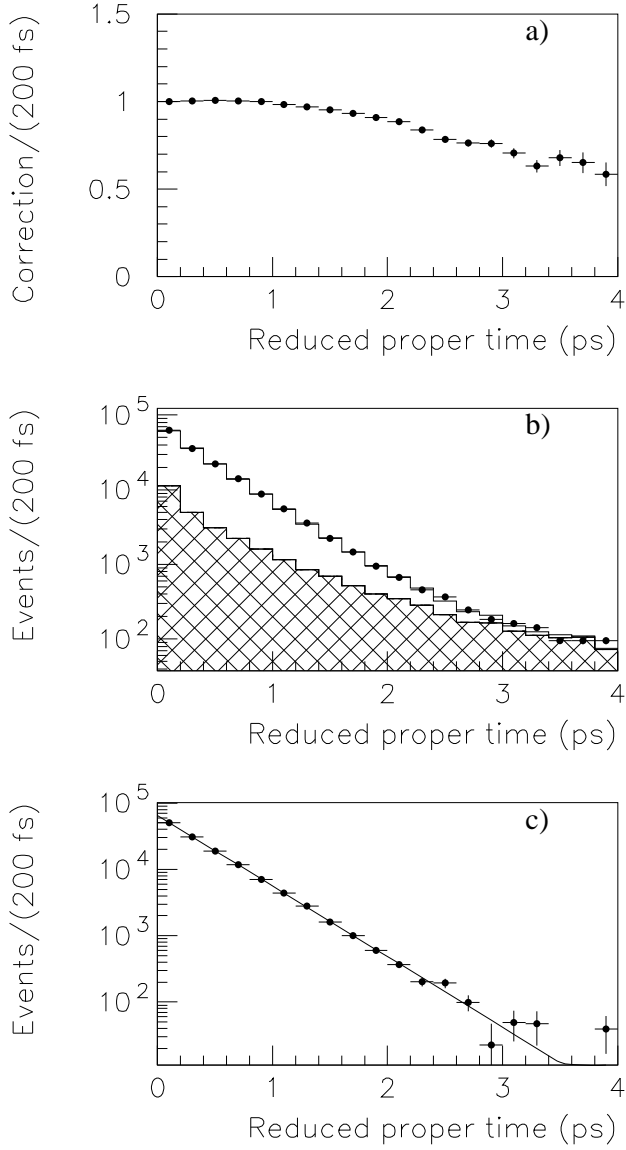 a)
Correction/(200 fs)
1.5
1
0.5
0
0 1 2 3 4
Reduced proper time (ps)
b)
Events/(200 fs)
10^5
10^4
10^3
10^2
0 1 2 3 4
Reduced proper time (ps)
c)
Events/(200 fs)
10^5
10^4
10^3
10^2
0 1 2 3 4
Reduced proper time (ps)